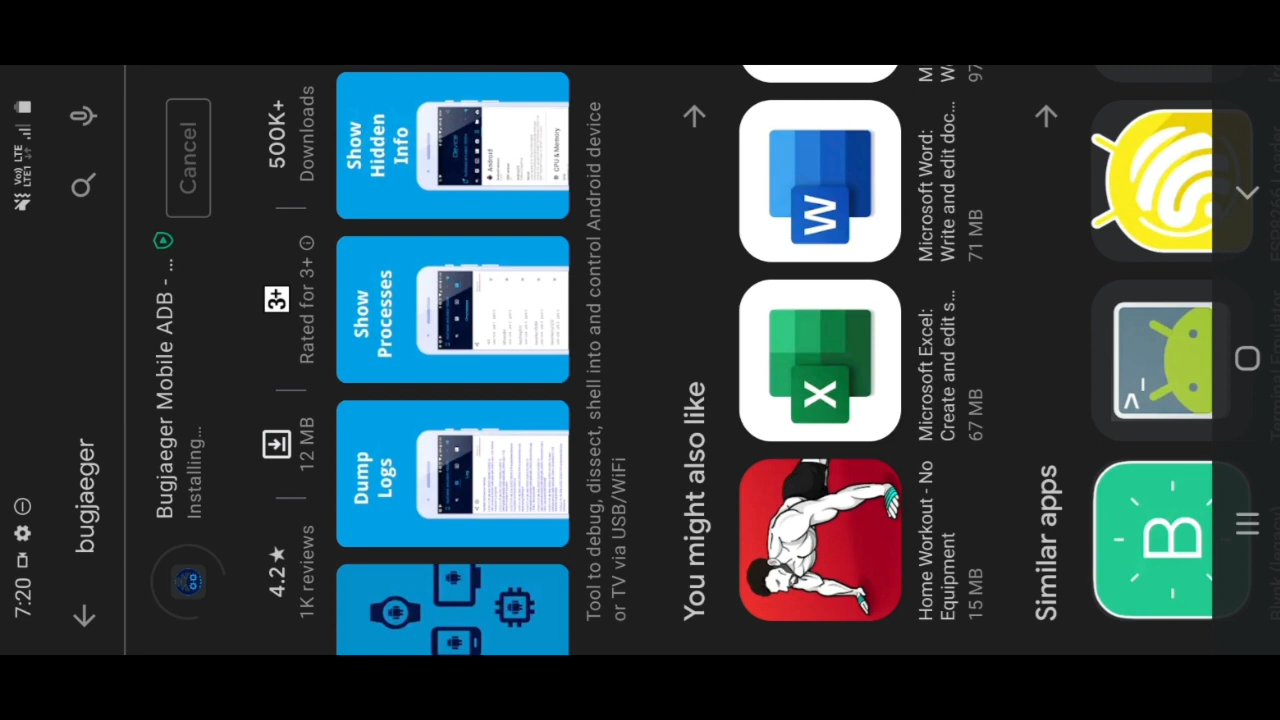 7:20
Vo)) LTE
LTE1
bugjaeger
Bugjaeger Mobile ADB - ...
Installing...
Cancel
4.2★
1K reviews
12 MB
3+
Rated for 3+
500K+
Downloads
Dump
Logs
Show
Processes
Show
Hidden
Info
Tool to debug, dissect, shell into and control Android device
or TV via USB/WiFi
You might also like
Home Workout - No
Equipment
15 MB
X
Microsoft Excel:
Create and edit s...
67 MB
W
Microsoft Word:
Write and edit doc...
71 MB
Similar apps
B